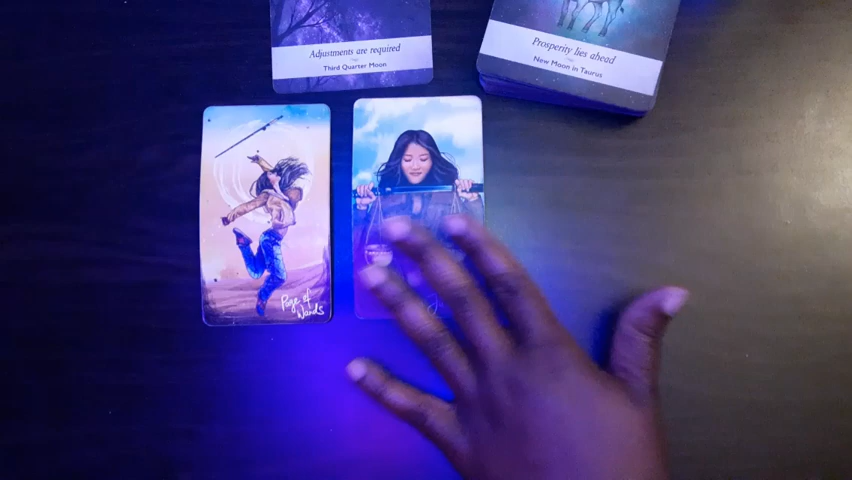 Adjustments are required
Third Quarter Moon
Prosperity lies ahead
New Moon in Taurus
Page of
Wands